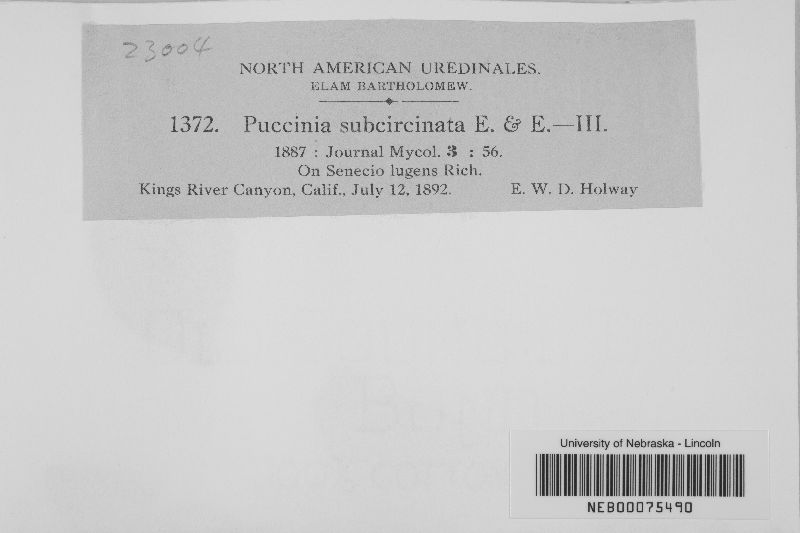 23004
NORTH AMERICAN UREDINALES.
ELAM BARTHOLOMEW.
1372. Puccinia subcircinata E. & E.—III.
1887 : Journal Mycol. 3 : 56.
On Senecio lugens Rich.
Kings River Canyon, Calif., July 12, 1892. E. W. D. Holway
University of Nebraska - Lincoln
NEB00075490